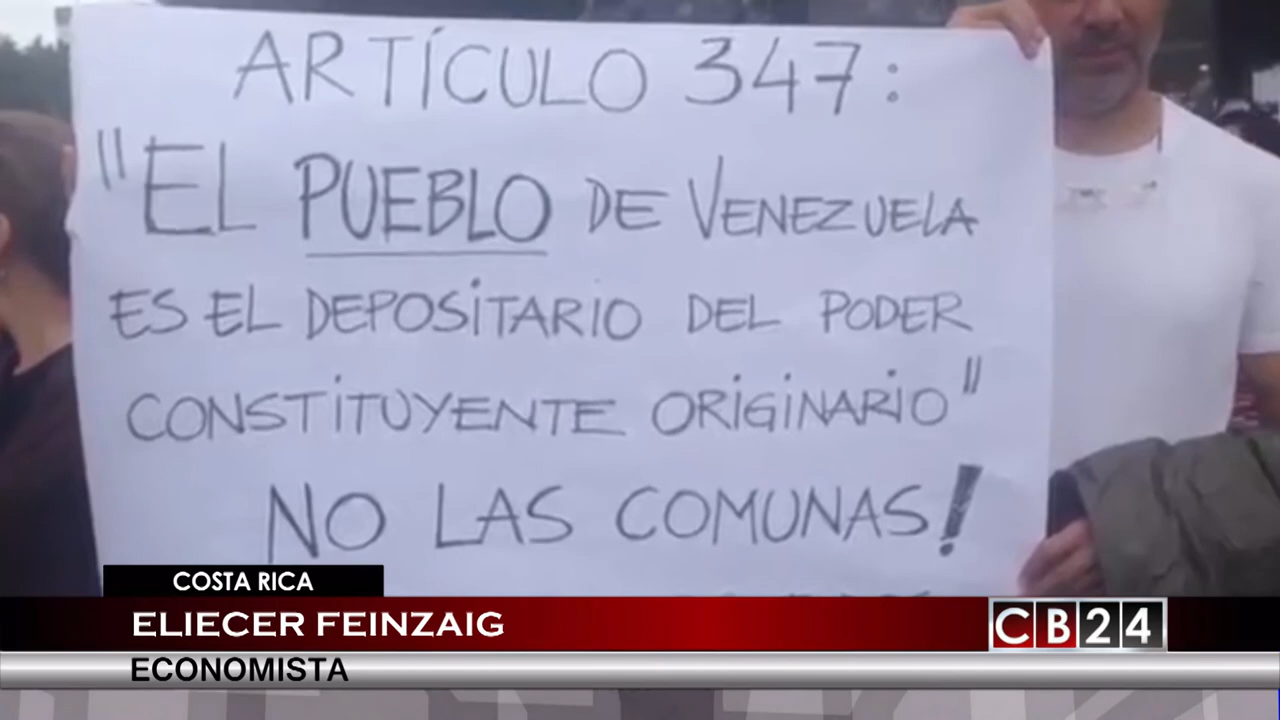 ARTÍCULO 347:
"EL PUEBLO DE VENEZUELA
ES EL DEPOSITARIO DEL PODER
CONSTITUYENTE ORIGINARIO"
NO LAS COMUNAS!
COSTA RICA
ELIECER FEINZAIG
CB24
ECONOMISTA